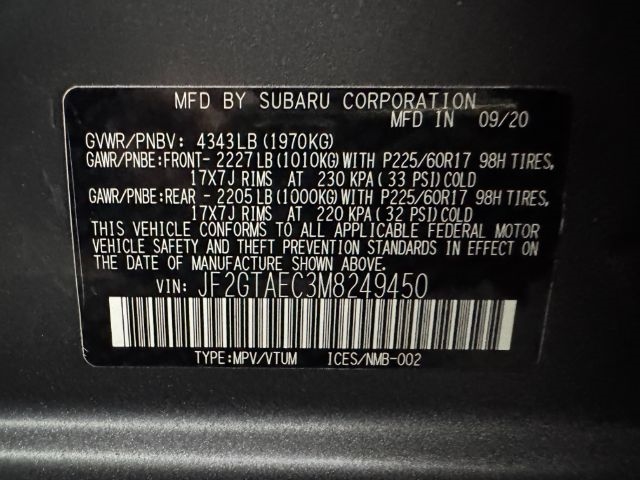 MFD BY SUBARU CORPORATION
MFD IN 09/20
GVWR/PNBV: 4343LB (1970KG)
GAWR/PNBE:FRONT- 2227LB (1010KG) WITH P225/60R17 98H TIRES,
17X7J RIMS AT 230 KPA (33 PSI) COLD
GAWR/PNBE:REAR - 2205LB (1000KG) WITH P225/60R17 98H TIRES,
17X7J RIMS AT 220 KPA (32 PSI) COLD
THIS VEHICLE CONFORMS TO ALL APPLICABLE FEDERAL MOTOR
VEHICLE SAFETY AND THEFT PREVENTION STANDARDS IN EFFECT ON
THE DATE OF MANUFACTURE SHOWN ABOVE.
VIN: JF2GTAEC3M8249450
TYPE:MPV/VTUM ICES/NMB-002